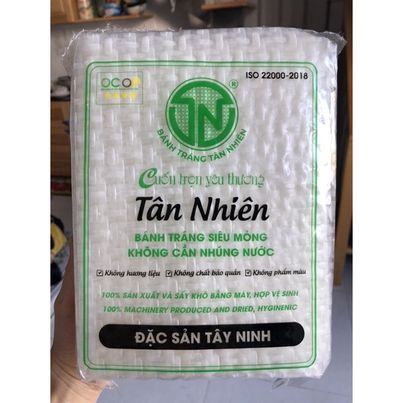 OCOP
ISO 22000-2018
TN
®
BÁNH TRÁNG TÂN NHIÊN
Cuốn trọn yêu thương
Tân Nhiên
BÁNH TRÁNG SIÊU MỎNG
KHÔNG CẦN NHÚNG NƯỚC
Không hương liệu Không chất bảo quản Không phẩm màu
100% SẢN XUẤT VÀ SẤY KHÔ BẰNG MÁY, HỢP VỆ SINH
100% MACHINERY PRODUCED AND DRIED, HYGINENIC
ĐẶC SẢN TÂY NINH